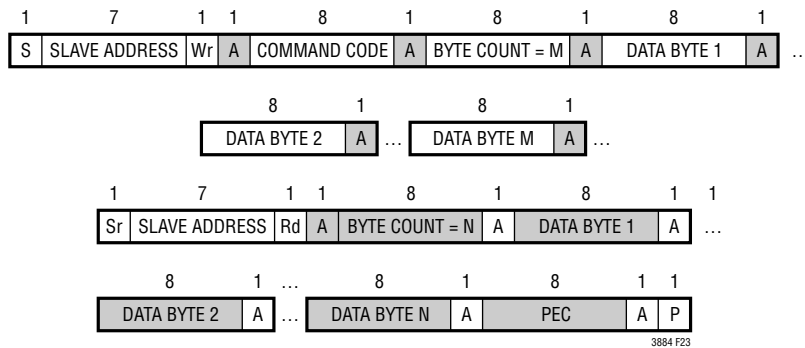 1 7 1 1 8 1 8 1 8 1
S SLAVE ADDRESS Wr A COMMAND CODE A BYTE COUNT = M A DATA BYTE 1 A ...
8 1 8 1
DATA BYTE 2 A ... DATA BYTE M A ...
1 7 1 1 8 1 8 1 1
Sr SLAVE ADDRESS Rd A BYTE COUNT = N A DATA BYTE 1 A ...
8 1 ... 8 1 8 1 1
DATA BYTE 2 A ... DATA BYTE N A PEC A P
3884 F23